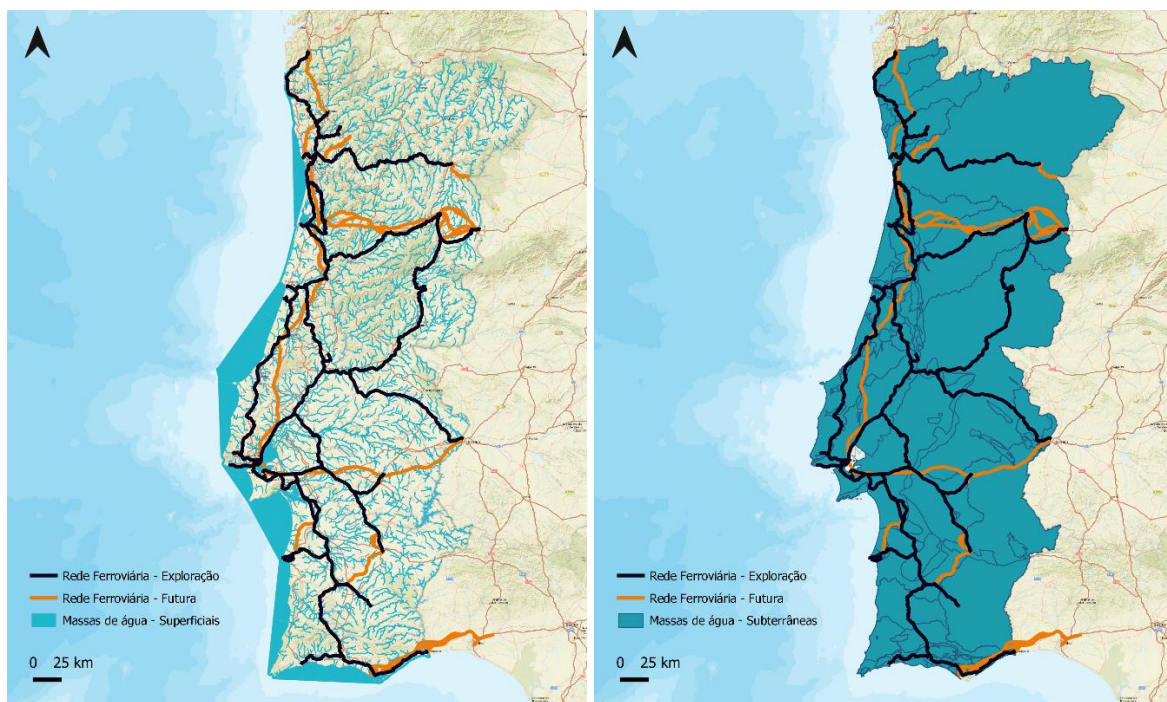 Rede Ferroviária - Exploração
Rede Ferroviária - Futura
Massas de água - Superficiais
0 25 km
Rede Ferroviária - Exploração
Rede Ferroviária - Futura
Massas de água - Subterrâneas
0 25 km